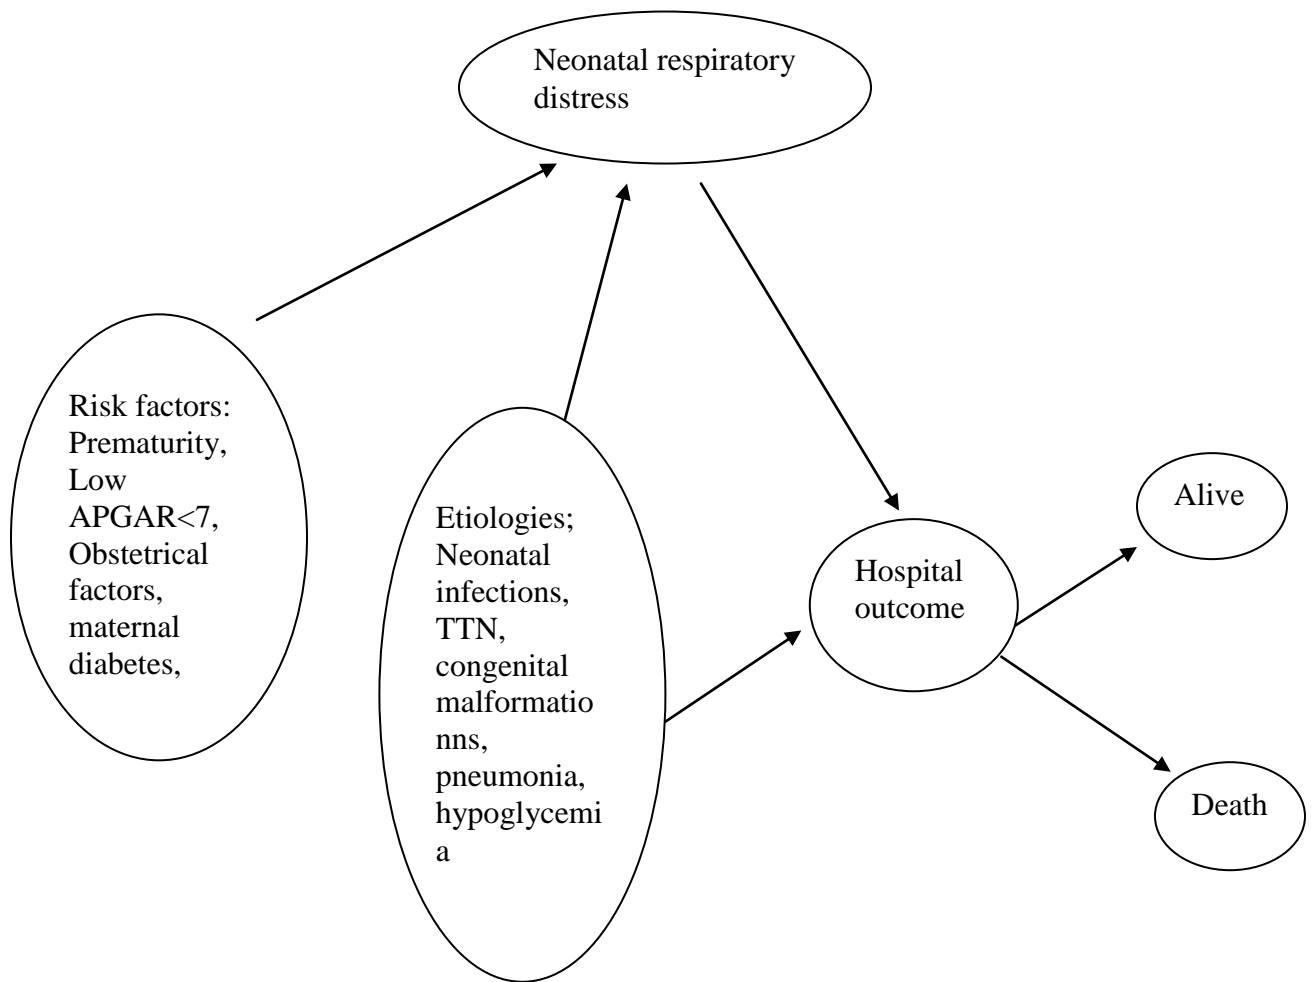 Neonatal respiratory
distress
Risk factors:
Prematurity,
Low
APGAR<7,
Obstetrical
factors,
maternal
diabetes,
Etiologies;
Neonatal
infections,
TTN,
congenital
malformatio
nns,
pneumonia,
hypoglycemi
a
Hospital
outcome
Alive
Death